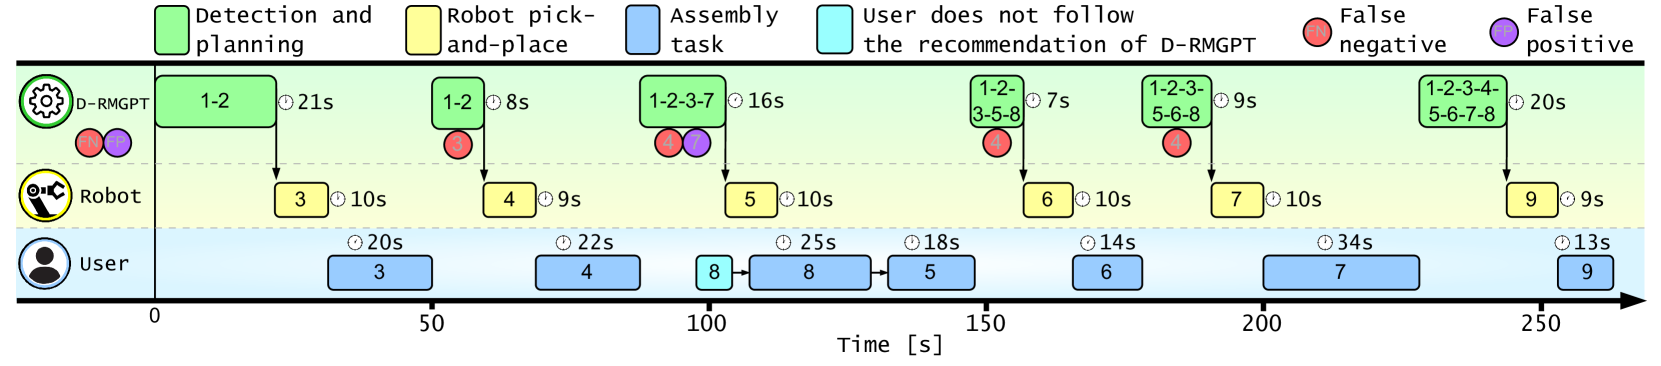 Detection and planning
Robot pick-and-place
Assembly task
User does not follow the recommendation of D-RMGPT
FN
False negative
FP
False positive
D-RMGPT
FN FP
1-2
21s
1-2
8s
3
1-2-3-7
16s
4 7
1-2-
3-5-8
7s
4
1-2-3-
5-6-8
9s
4
1-2-3-4-
5-6-7-8
20s
Robot
3
10s
4
9s
5
10s
6
10s
7
10s
9
9s
User
20s
3
22s
4
8
25s
8
18s
5
14s
6
34s
7
13s
9
0 50 100 150 200 250
Time [s]